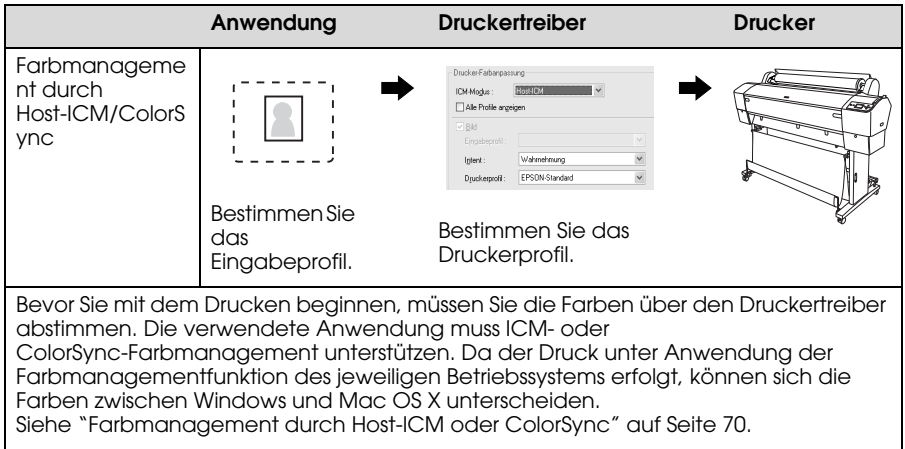 Anwendung Druckertreiber Drucker
Farbmanageme
nt durch
Host-ICM/ColorS
ync
Drucker-Farbanpassung
ICM-Modus : Host-ICM
Alle Profile anzeigen
Bild
Eingabeprofil :
Intent : Wahrnehmung
Druckerprofil : EPSON-Standard
Bestimmen Sie
das
Eingabeprofil.
Bestimmen Sie das
Druckerprofil.
Bevor Sie mit dem Drucken beginnen, müssen Sie die Farben über den Druckertreiber
abstimmen. Die verwendete Anwendung muss ICM- oder
ColorSync-Farbmanagement unterstützen. Da der Druck unter Anwendung der
Farbmanagementfunktion des jeweiligen Betriebssystems erfolgt, können sich die
Farben zwischen Windows und Mac OS X unterscheiden.
Siehe “Farbmanagement durch Host-ICM oder ColorSync” auf Seite 70.